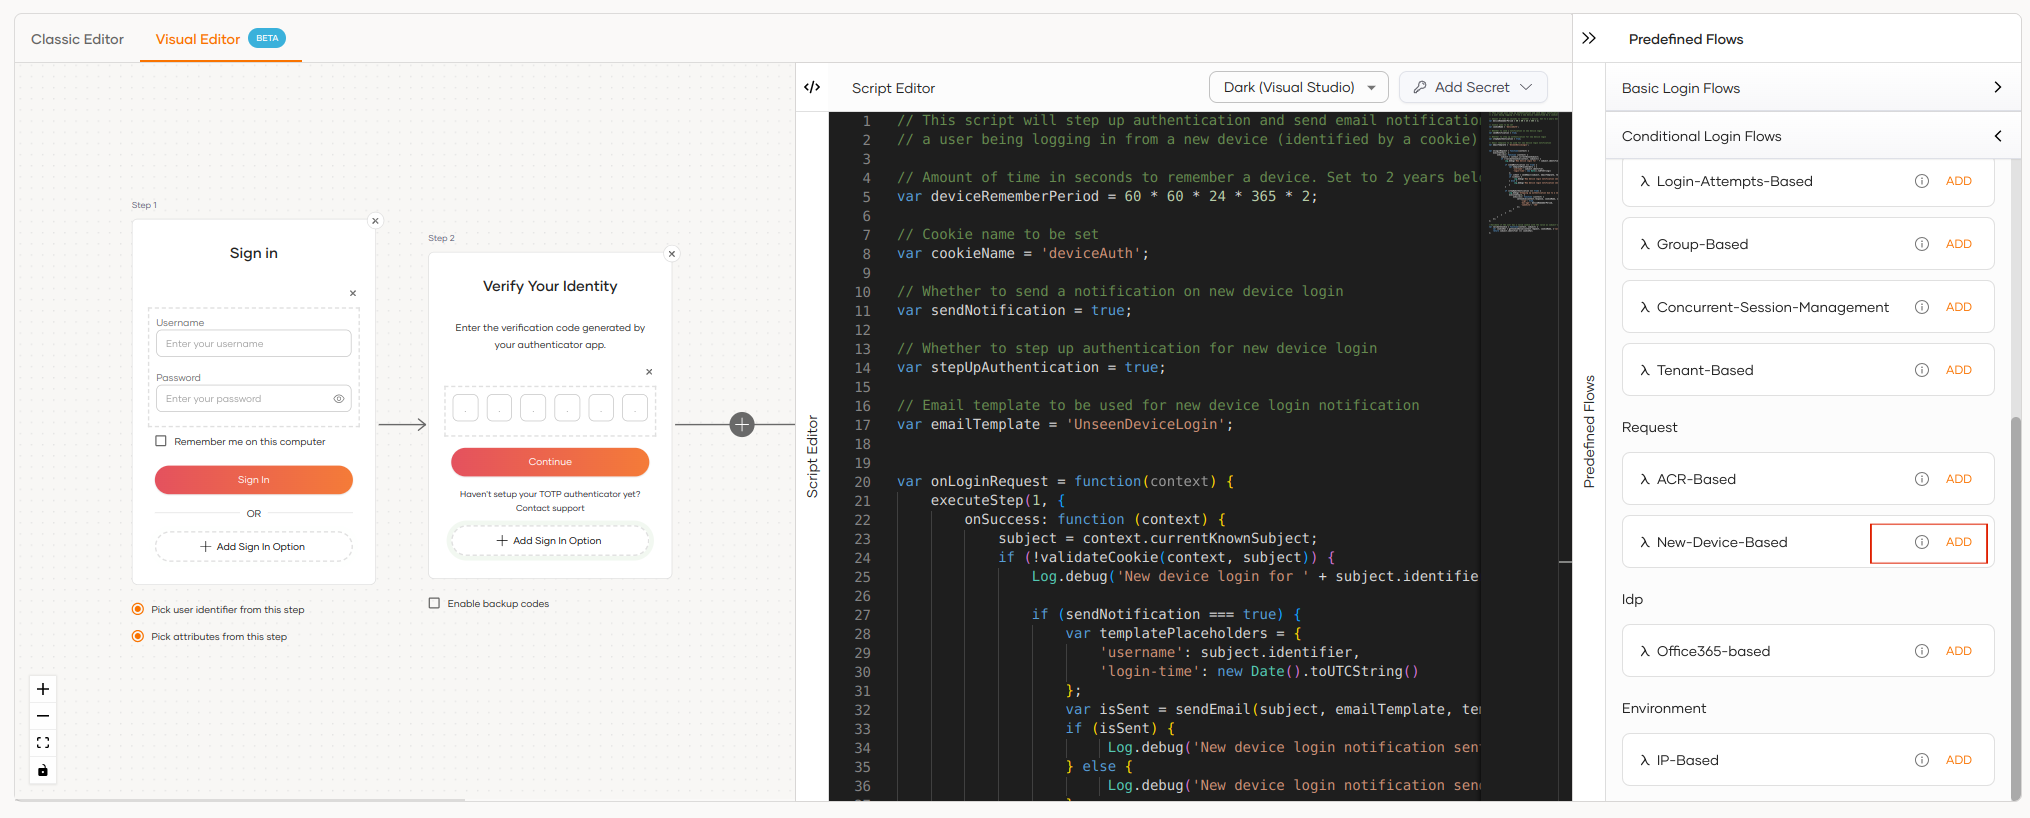 Classic Editor
Visual Editor
BETA
Step 1
Sign in
Username
Enter your username
Password
Enter your password
Remember me on this computer
Sign In
OR
Add Sign In Option
Pick user identifier from this step
Pick attributes from this step
Step 2
Verify Your Identity
Enter the verification code generated by
your authenticator app.
Continue
Haven't setup your TOTP authenticator yet?
Contact support
Add Sign In Option
Enable backup codes
Script Editor
Script Editor
Dark (Visual Studio)
Add Secret
1 // This script will step up authentication and send email notification
2 // a user being logging in from a new device (identified by a cookie)
3
4 // Amount of time in seconds to remember a device. Set to 2 years bel
5 var deviceRememberPeriod = 60 * 60 * 24 * 365 * 2;
6
7 // Cookie name to be set
8 var cookieName = 'deviceAuth';
9
10 // Whether to send a notification on new device login
11 var sendNotification = true;
12
13 // Whether to step up authentication for new device login
14 var stepUpAuthentication = true;
15
16 // Email template to be used for new device login notification
17 var emailTemplate = 'UnseenDeviceLogin';
18
19
20 var onLoginRequest = function(context) {
21 executeStep(1, {
22 onSuccess: function (context) {
23 subject = context.currentKnownSubject;
24 if (!validateCookie(context, subject)) {
25 Log.debug('New device login for ' + subject.identifie
26
27 if (sendNotification === true) {
28 var templatePlaceholders = {
29 'username': subject.identifier,
30 'login-time': new Date().toUTCString()
31 };
32 var isSent = sendEmail(subject, emailTemplate, te
33 if (isSent) {
34 Log.debug('New device login notification sen
35 } else {
36 Log.debug('New device login notification sen
Predefined Flows
Predefined Flows
Basic Login Flows
Conditional Login Flows
λ Login-Attempts-Based ADD
λ Group-Based ADD
λ Concurrent-Session-Management ADD
λ Tenant-Based ADD
Request
λ ACR-Based ADD
λ New-Device-Based ADD
Idp
λ Office365-based ADD
Environment
λ IP-Based ADD